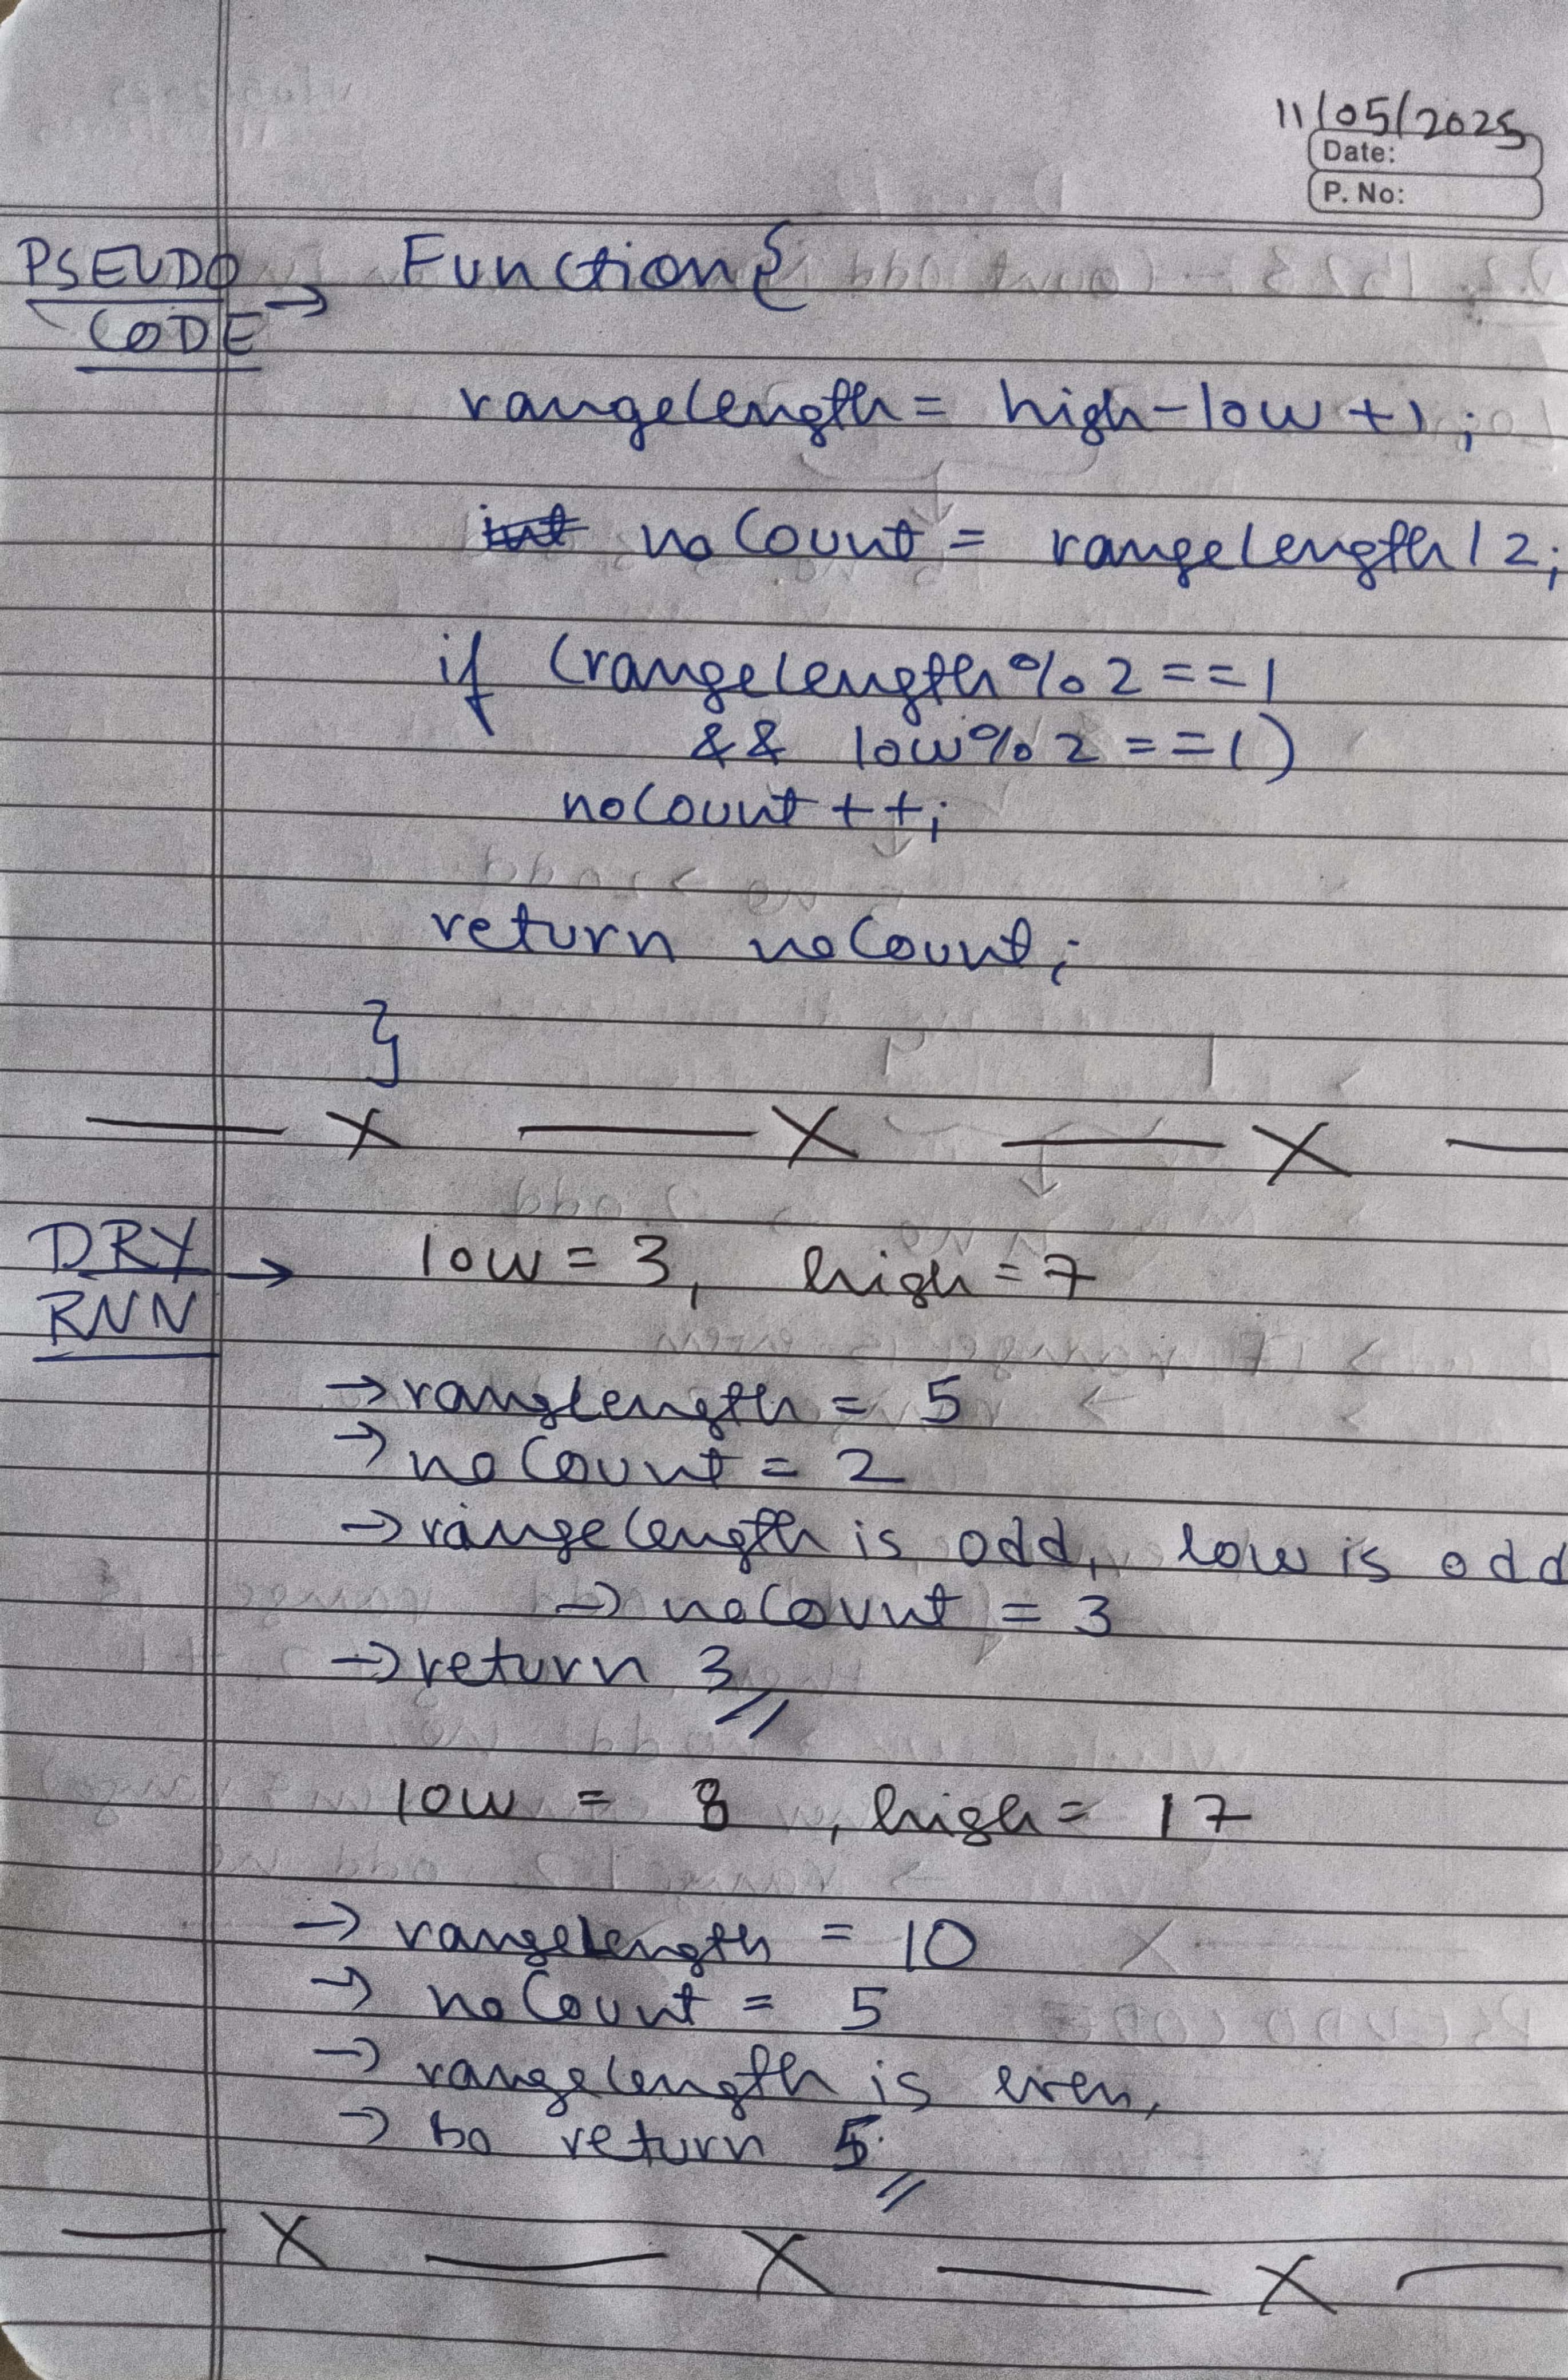 11/05/2025
Date:
P. No:
PSEUDO
CODE → Function {
rangelength = high - low + 1;
int noCount = rangelength / 2;
if (rangelength % 2 == 1
&& low % 2 == 1)
noCount ++;
return noCount;
}
— X — X — X —
DRY
RUN → low = 3, high = 7
→ ranglength = 5
→ noCount = 2
→ rangelength is odd, low is odd
→ noCount = 3
→ return 3
low = 8, high = 17
→ rangelength = 10
→ noCount = 5
→ rangelength is even,
→ so return 5
— X — X — X —